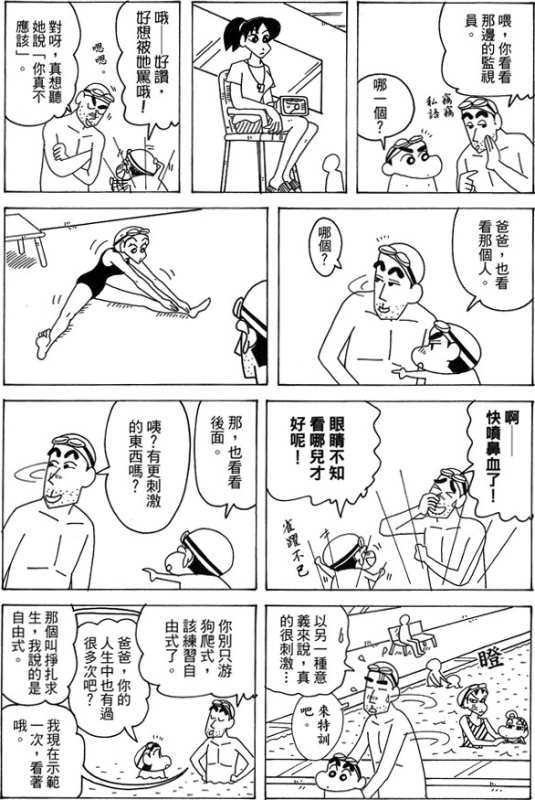 喂，你看看
那邊的監視
員。
竊竊
私語
哪一個？
哦——好讚，
好想被她罵哦！
嗯嗯。
對呀，真想聽
她說「你真不
應該」。
爸爸，也看
看那個人。
哪個？
啊——
快噴鼻血了！
眼睛不知
看哪兒才
好呢！
雀躍不已
那，也看看
後面。
咦？有更刺激
的東西嗎？
以另一種意
義來說，真
的很刺激…
瞪
來特訓
吧
你別只游
狗爬式，
該練習自
由式了。
爸爸，你的
人生中也有過
很多次吧？
那個叫掙扎求
生，我說的是
自由式。
我現在示範
一次，看著
哦。